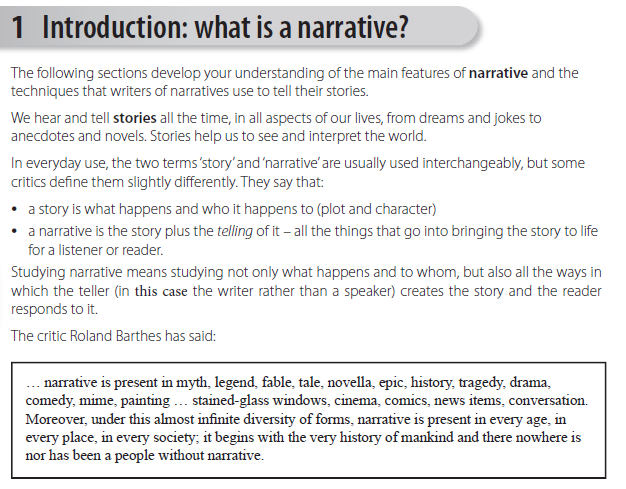 1 Introduction: what is a narrative?
The following sections develop your understanding of the main features of narrative and the
techniques that writers of narratives use to tell their stories.
We hear and tell stories all the time, in all aspects of our lives, from dreams and jokes to
anecdotes and novels. Stories help us to see and interpret the world.
In everyday use, the two terms ‘story’ and ‘narrative’ are usually used interchangeably, but some
critics define them slightly differently. They say that:
• a story is what happens and who it happens to (plot and character)
• a narrative is the story plus the telling of it – all the things that go into bringing the story to life
for a listener or reader.
Studying narrative means studying not only what happens and to whom, but also all the ways in
which the teller (in this case the writer rather than a speaker) creates the story and the reader
responds to it.
The critic Roland Barthes has said:
… narrative is present in myth, legend, fable, tale, novella, epic, history, tragedy, drama,
comedy, mime, painting … stained-glass windows, cinema, comics, news items, conversation.
Moreover, under this almost infinite diversity of forms, narrative is present in every age, in
every place, in every society; it begins with the very history of mankind and there nowhere is
nor has been a people without narrative.